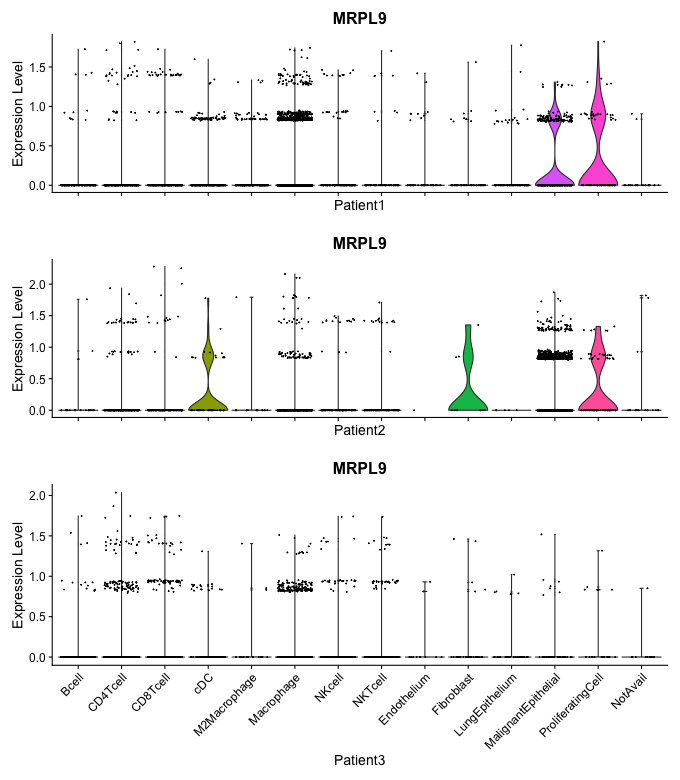 MRPL9
Expression Level
1.5
1.0
0.5
0.0
Patient1
MRPL9
Expression Level
2.0
1.5
1.0
0.5
0.0
Patient2
MRPL9
Expression Level
2.0
1.5
1.0
0.5
0.0
Bcell
CD4Tcell
CD8Tcell
cDC
M2Macrophage
Macrophage
NKcell
NKTcell
Endothelium
Fibroblast
LungEpithelium
MalignantEpithelial
ProliferatingCell
NotAvail
Patient3